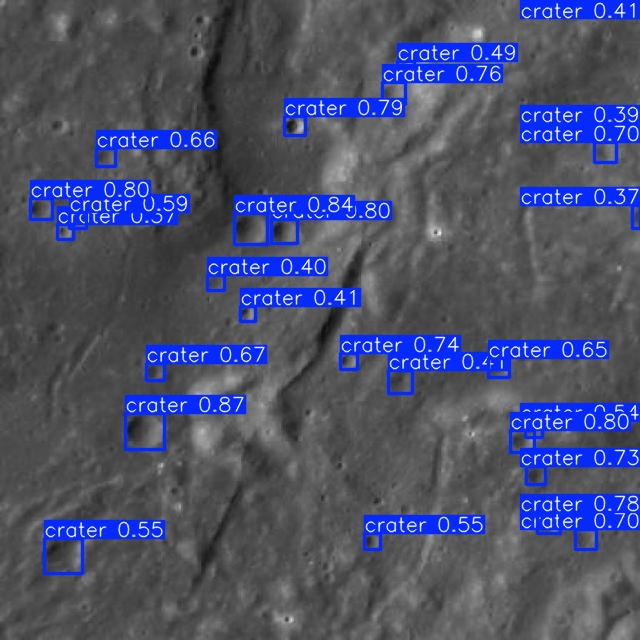 crater 0.41
crater 0.49
crater 0.76
crater 0.79
crater 0.39
crater 0.70
crater 0.66
crater 0.80
crater 0.37
crater 0.59
crater 0.84
0.80
crater 0.40
crater 0.41
crater 0.74
crater 0.65
crater 0.67
crater 0.4
crater 0.87
crater 0.80
crater 0.73
crater 0.78
crater 0.70
crater 0.55
crater 0.55